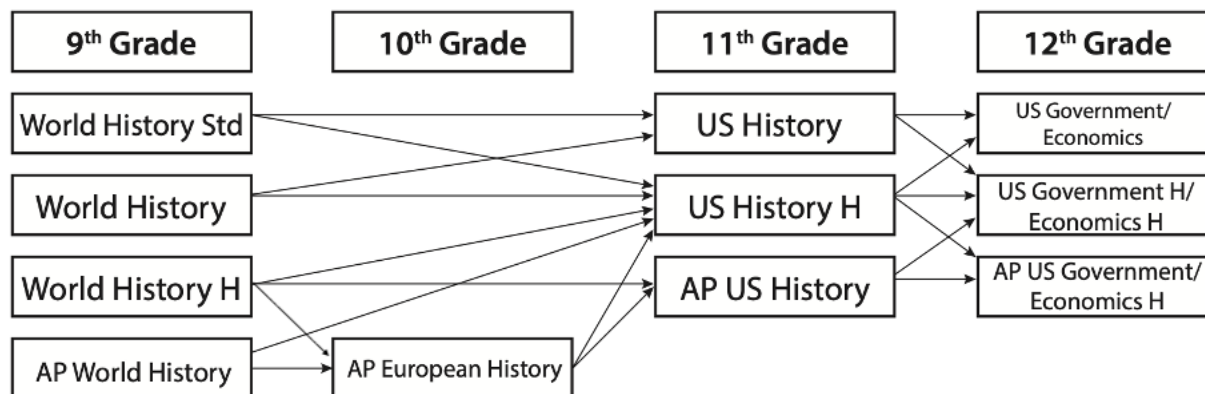 9th Grade
10th Grade
11th Grade
12th Grade
World History Std
US History
US Government/
Economics
World History
US History H
US Government H/
Economics H
World History H
AP US History
AP US Government/
Economics H
AP World History
AP European History